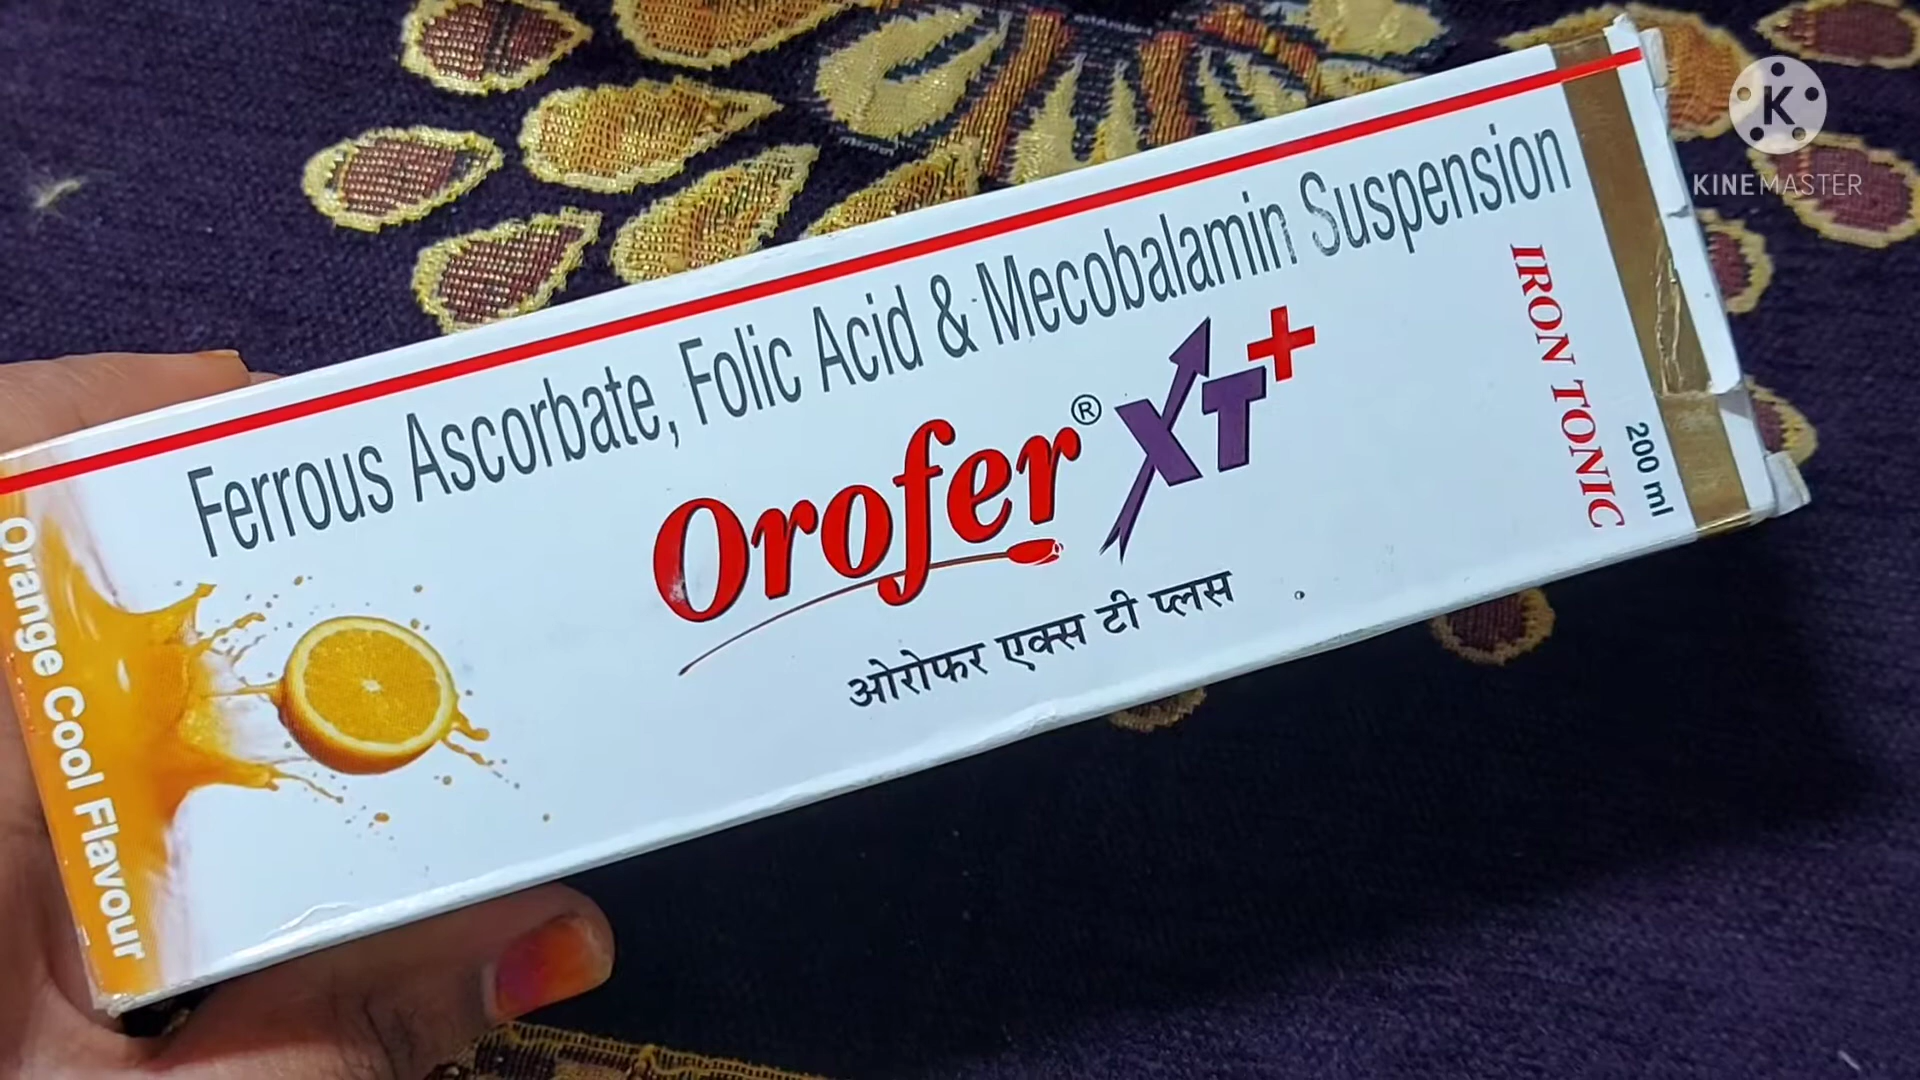 Ferrous Ascorbate, Folic Acid & Mecobalamin Suspension
Orofer® XT+
ओरोफर एक्स टी प्लस
IRON TONIC
200 ml
Orange Cool Flavour
K
KINEMASTER